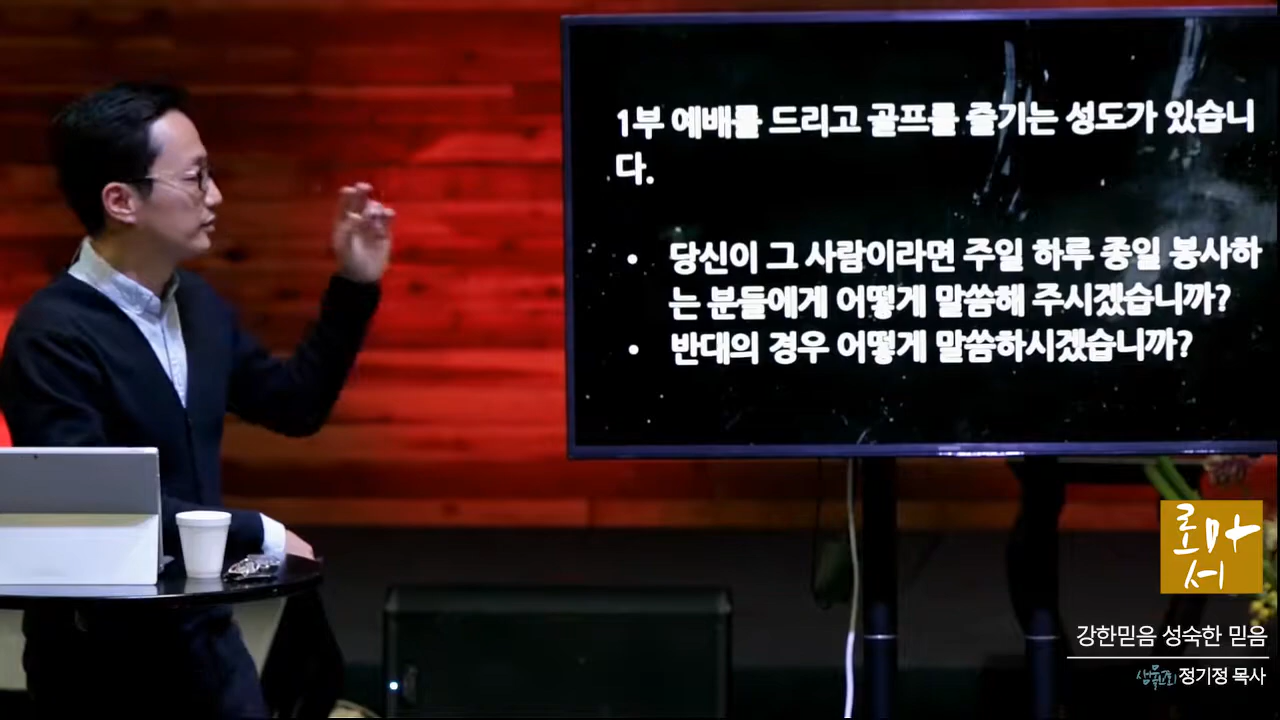 1부 예배를 드리고 골프를 즐기는 성도가 있습니
다.
• 당신이 그 사람이라면 주일 하루 종일 봉사하
는 분들에게 어떻게 말씀해 주시겠습니까?
• 반대의 경우 어떻게 말씀하시겠습니까?
로마
서
강한믿음 성숙한 믿음
샘물교회 정기정 목사